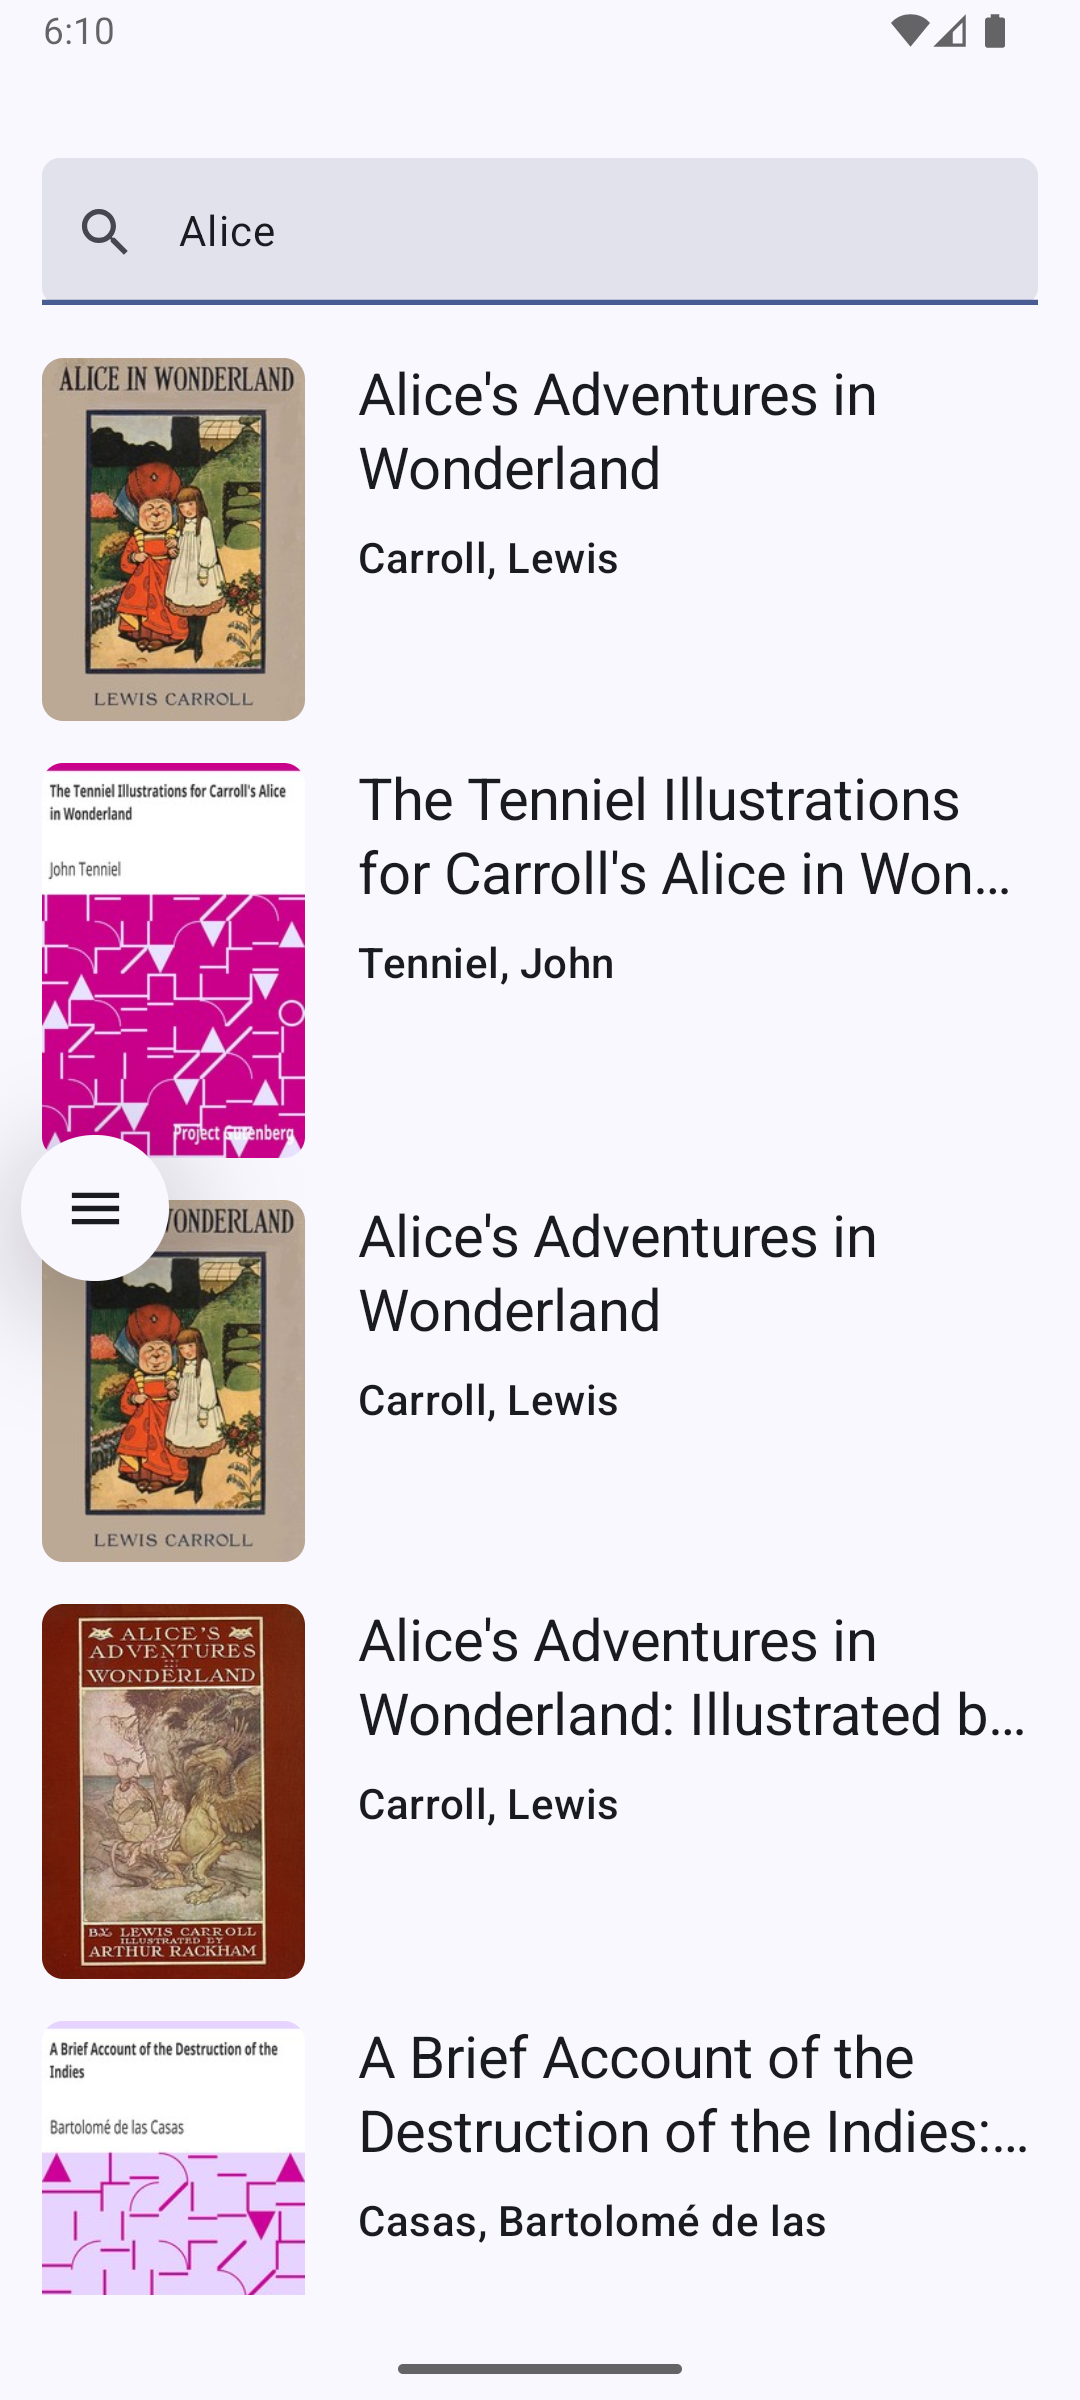 6:10
Alice
ALICE IN WONDERLAND
LEWIS CARROLL
Alice's Adventures in
Wonderland
Carroll, Lewis
The Tenniel Illustrations for Carroll's Alice
in Wonderland
John Tenniel
Project Gutenberg
The Tenniel Illustrations
for Carroll's Alice in Won…
Tenniel, John
WONDERLAND
LEWIS CARROLL
Alice's Adventures in
Wonderland
Carroll, Lewis
ALICE'S
ADVENTURES
IN
WONDERLAND
BY LEWIS CARROLL
ILLUSTRATED BY
ARTHUR RACKHAM
Alice's Adventures in
Wonderland: Illustrated b…
Carroll, Lewis
A Brief Account of the Destruction of the
Indies
Bartolomé de las Casas
A Brief Account of the
Destruction of the Indies:…
Casas, Bartolomé de las